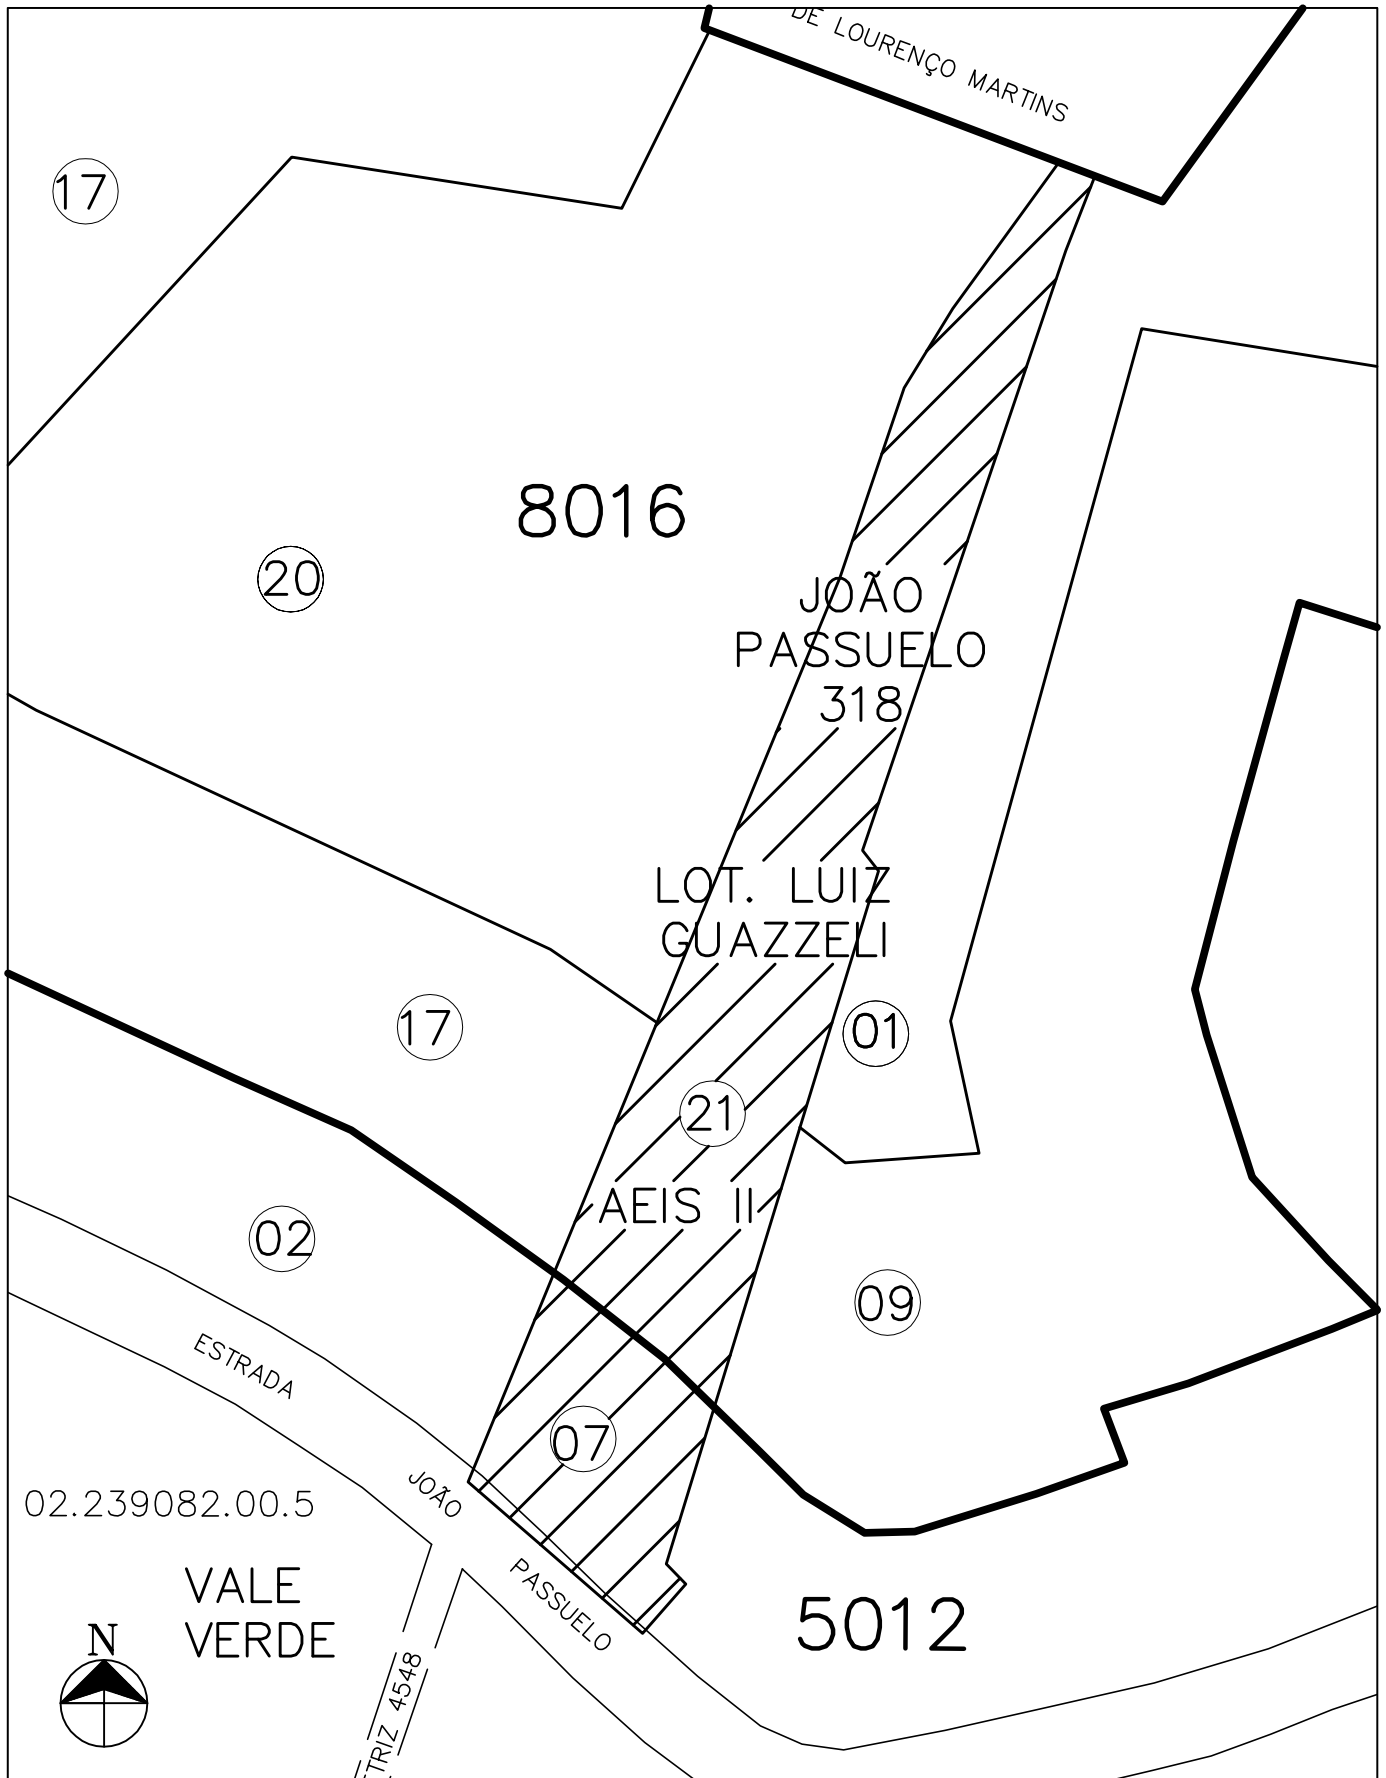 DE LOURENÇO MARTINS
17
8016
20
JOÃO
PASSUELO
318
LOT. LUIZ
GUAZZELI
17
01
21
AEIS II
02
09
ESTRADA
07
JOÃO
02.239082.00.5
PASSUELO
VALE
VERDE
5012
N
TRIZ 4548